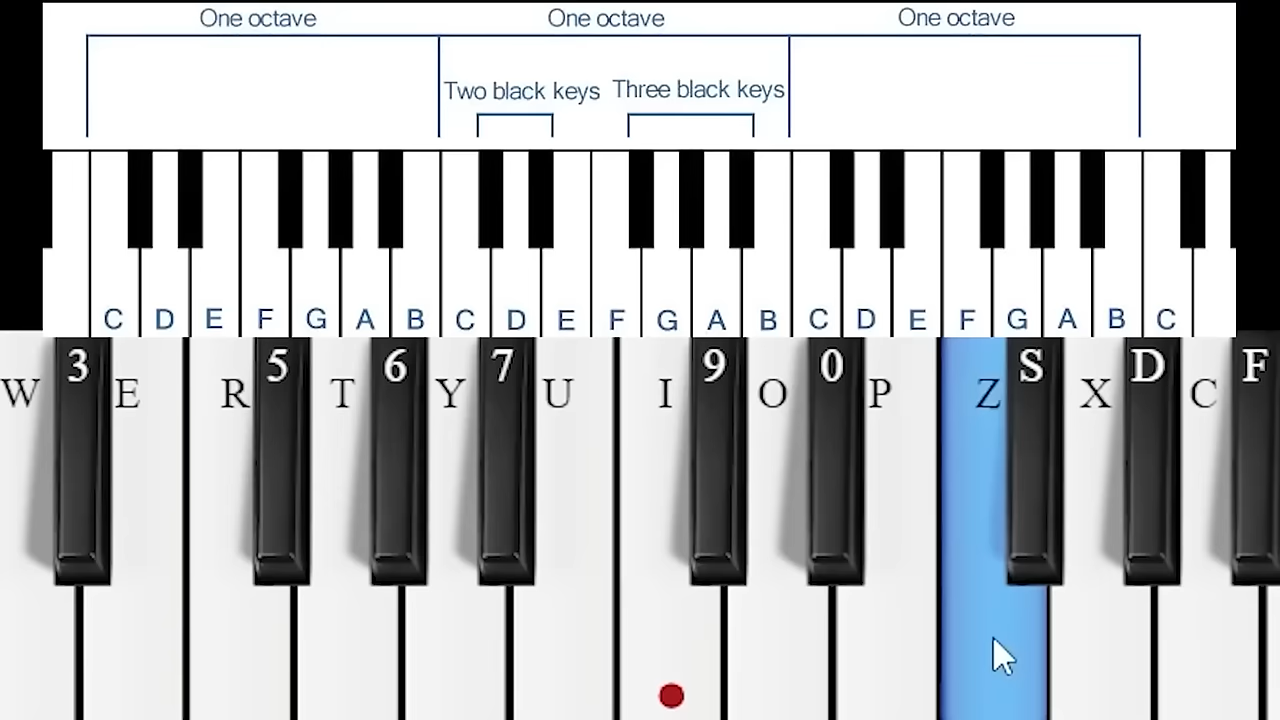 One octave One octave One octave
Two black keys Three black keys
C D E F G A B C D E F G A B C D E F G A B C
3 5 6 7 9 0 S D F
W E R T Y U I O P Z X C